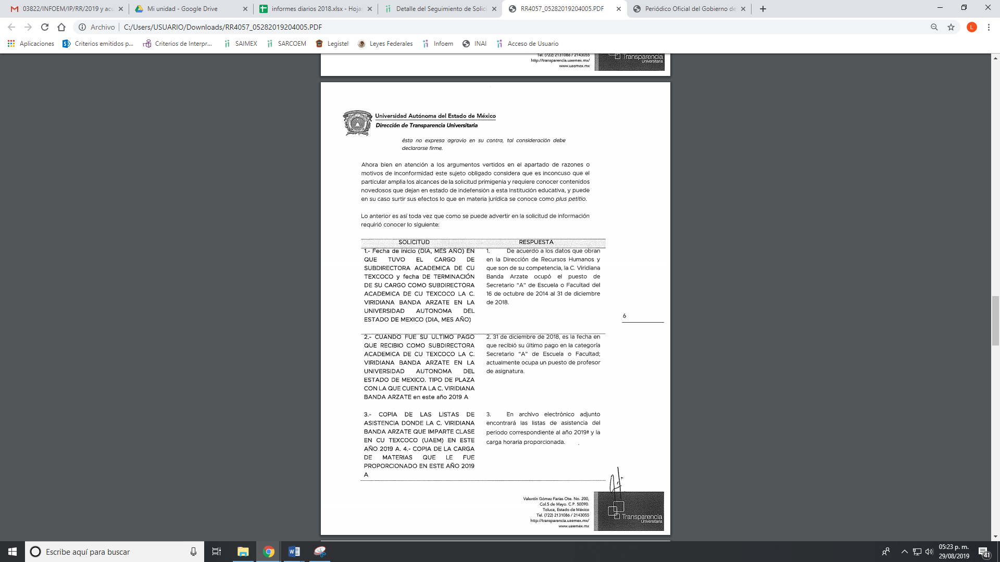 03822/INFOEM/IP/RR/2019 y acu
Mi unidad - Google Drive
informes diarios 2018.xlsx - Hoja
Detalle del Seguimiento de Solici
RR4057_05282019204005.PDF
Periódico Oficial del Gobierno de
Archivo
C:/Users/USUARIO/Downloads/RR4057_05282019204005.PDF
L
Aplicaciones
Criterios emitidos p...
Criterios de Interpr...
SAIMEX
SARCOEM
Legistel
Leyes Federales
Infoem
INAI
Acceso de Usuario
Tel. (722) 2131086 / 2143055
http://transparencia.uaemex.mx/
www.uaemex.mx
Transparencia
Universitaria
Universidad Autónoma del Estado de México
Dirección de Transparencia Universitaria
ésta no expresa agravio en su contra, tal consideración debe
declararse firme.
Ahora bien en atención a los argumentos vertidos en el apartado de razones o
motivos de inconformidad este sujeto obligado considera que es inconcuso que el
particular amplía los alcances de la solicitud primigenia y requiere conocer contenidos
novedosos que dejan en estado de indefensión a esta Institución educativa, y puede
en su caso surtir sus efectos lo que en materia jurídica se conoce como plus petitio.
Lo anterior es así toda vez que como se puede advertir en la solicitud de información
requirió conocer lo siguiente:
SOLICITUD
RESPUESTA
1.- Fecha de inicio (DIA, MES AÑO) EN
QUE TUVO EL CARGO DE
SUBDIRECTORA ACADEMICA DE CU
TEXCOCO y fecha DE TERMINACIÓN
DE SU CARGO COMO SUBDIRECTORA
ACADEMICA DE CU TEXCOCO LA C.
VIRIDIANA BANDA ARZATE EN LA
UNIVERSIDAD AUTONOMA DEL
ESTADO DE MEXICO (DIA, MES AÑO)
1. De acuerdo a los datos que obran
en la Dirección de Recursos Humanos y
que son de su competencia, la C. Viridiana
Banda Arzate ocupó el puesto de
Secretario "A" de Escuela o Facultad del
16 de octubre de 2014 al 31 de diciembre
de 2018.
6
2.- CUANDO FUE SU ULTIMO PAGO
QUE RECIBIO COMO SUBDIRECTORA
ACADEMICA DE CU TEXCOCO LA C.
VIRIDIANA BANDA ARZATE EN LA
UNIVERSIDAD AUTONOMA DEL
ESTADO DE MEXICO. TIPO DE PLAZA
CON LA QUE CUENTA LA C. VIRIDIANA
BANDA ARZATE en este año 2019 A
2. 31 de diciembre de 2018, es la fecha en
que recibió su último pago en la categoría
Secretario "A" de Escuela o Facultad;
actualmente ocupa un puesto de profesor
de asignatura.
3.- COPIA DE LAS LISTAS DE
ASISTENCIA DONDE LA C. VIRIDIANA
BANDA ARZATE QUE IMPARTE CLASE
EN CU TEXCOCO (UAEM) EN ESTE
AÑO 2019 A. 4.- COPIA DE LA CARGA
DE MATERIAS QUE LE FUE
PROPORCIONADO EN ESTE AÑO 2019
A
3. En archivo electrónico adjunto
encontrará las listas de asistencia del
periodo correspondiente al año 2019ª y la
carga horaria proporcionada.
Valentín Gómez Farías Ote. No. 200,
Col.5 de Mayo. C.P. 50090.
Toluca, Estado de México
Tel. (722) 2131086 / 2143055
http://transparencia.uaemex.mx/
www.uaemex.mx
Transparencia
Universitaria
Escribe aquí para buscar
05:23 p. m.
29/08/2019
41